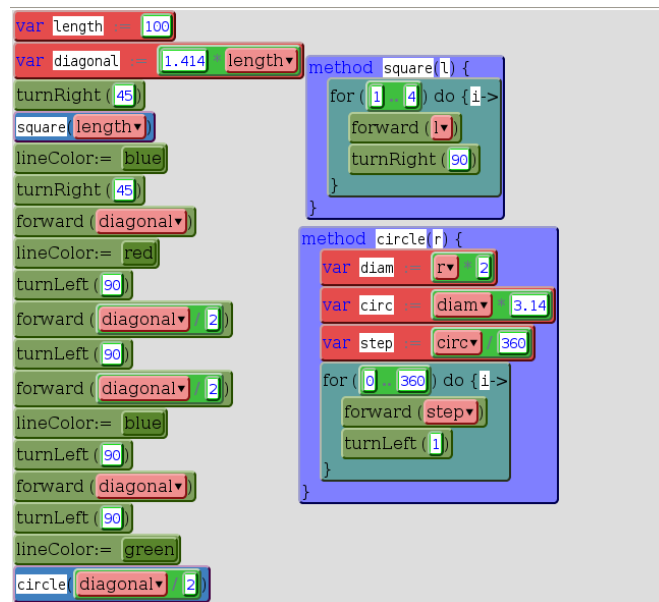 var length := 100
var diagonal := 1.414 * length▾
turnRight (45)
square(length▾)
lineColor:= blue
turnRight (45)
forward (diagonal▾)
lineColor:= red
turnLeft (90)
forward (diagonal▾ / 2)
turnLeft (90)
forward (diagonal▾ / 2)
lineColor:= blue
turnLeft (90)
forward (diagonal▾)
turnLeft (90)
lineColor:= green
circle(diagonal▾ / 2)
method square(l) {
for (1 .. 4) do {i->
forward (l▾)
turnRight (90)
}
}
method circle(r) {
var diam := r▾ * 2
var circ := diam▾ * 3.14
var step := circ▾ / 360
for (0 .. 360) do {i->
forward (step▾)
turnLeft (1)
}
}